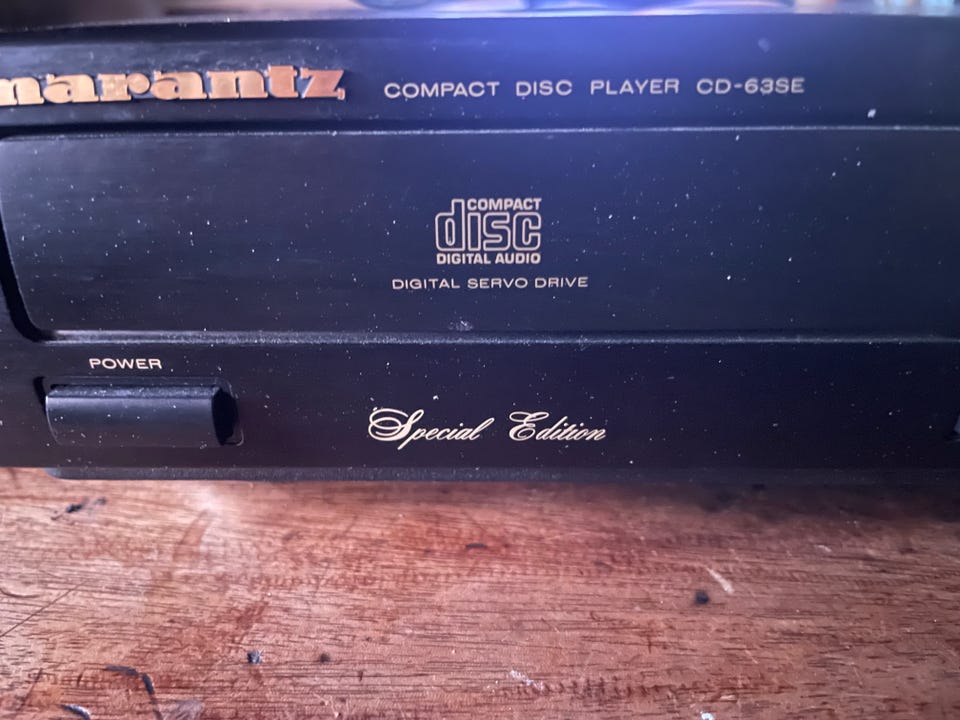 marantz
COMPACT DISC PLAYER CD-63SE
COMPACT
disc
DIGITAL AUDIO
DIGITAL SERVO DRIVE
POWER
Special Edition